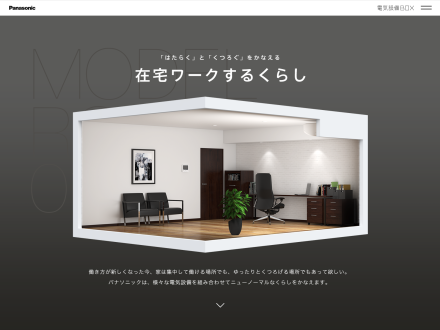 Panasonic
電気設備BOX
MODEL
「はたらく」と「くつろぐ」をかなえる
在宅ワークするくらし
働き方が新しくなった今、家は集中して働ける場所でも、ゆったりとくつろげる場所でもあって欲しい。
パナソニックは、様々な電気設備を組み合わせてニューノーマルなくらしをかなえます。